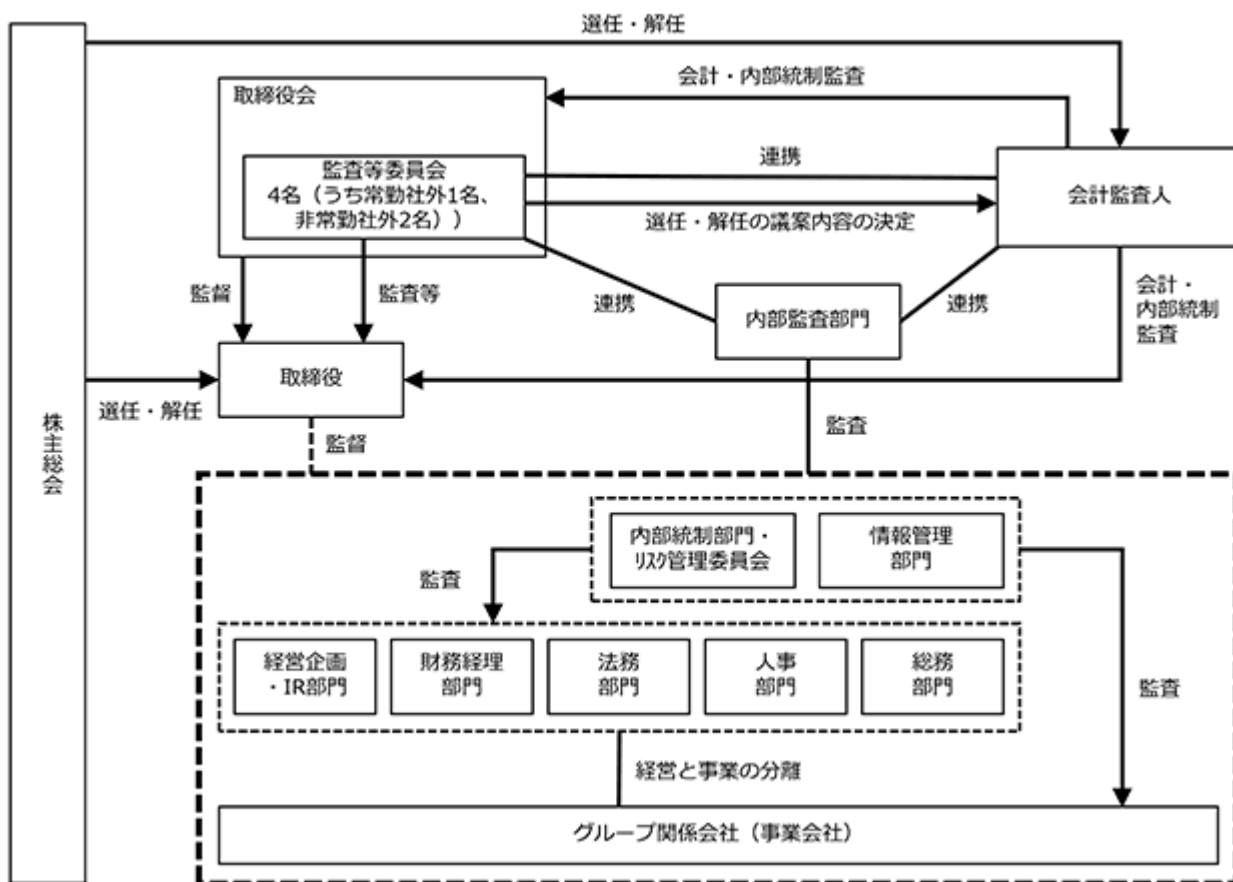 選任・解任
会計・内部統制監査
取締役会
監査等委員会
4名（うち常勤社外1名、
非常勤社外2名））
連携
会計監査人
選任・解任の議案内容の決定
監督
監査等
連携
内部監査部門
連携
会計・
内部統制
監査
取締役
選任・解任
監督
監査
株主総会
内部統制部門・
リスク管理委員会
情報管理
部門
監査
経営企画
・IR部門
財務経理
部門
法務
部門
人事
部門
総務
部門
監査
経営と事業の分離
グループ関係会社（事業会社）